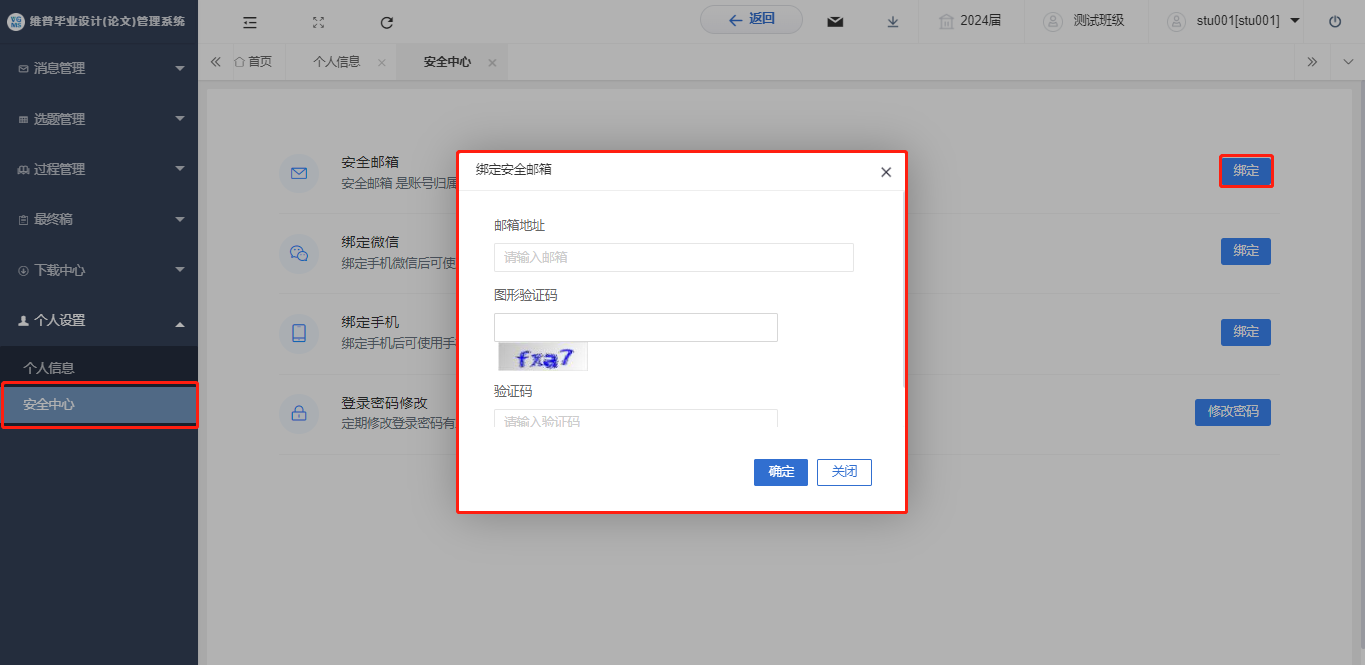 维普毕业设计(论文)管理系统
返回
2024届
测试班级
stu001[stu001]
消息管理
选题管理
过程管理
最终稿
下载中心
个人设置
个人信息
安全中心
首页
个人信息
安全中心
安全邮箱
安全邮箱 是账号归属
绑定
绑定微信
绑定手机微信后可使
绑定
绑定手机
绑定手机后可使用手
绑定
登录密码修改
定期修改登录密码有
修改密码
绑定安全邮箱
邮箱地址
请输入邮箱
图形验证码
fxa7
验证码
请输入验证码
确定
关闭